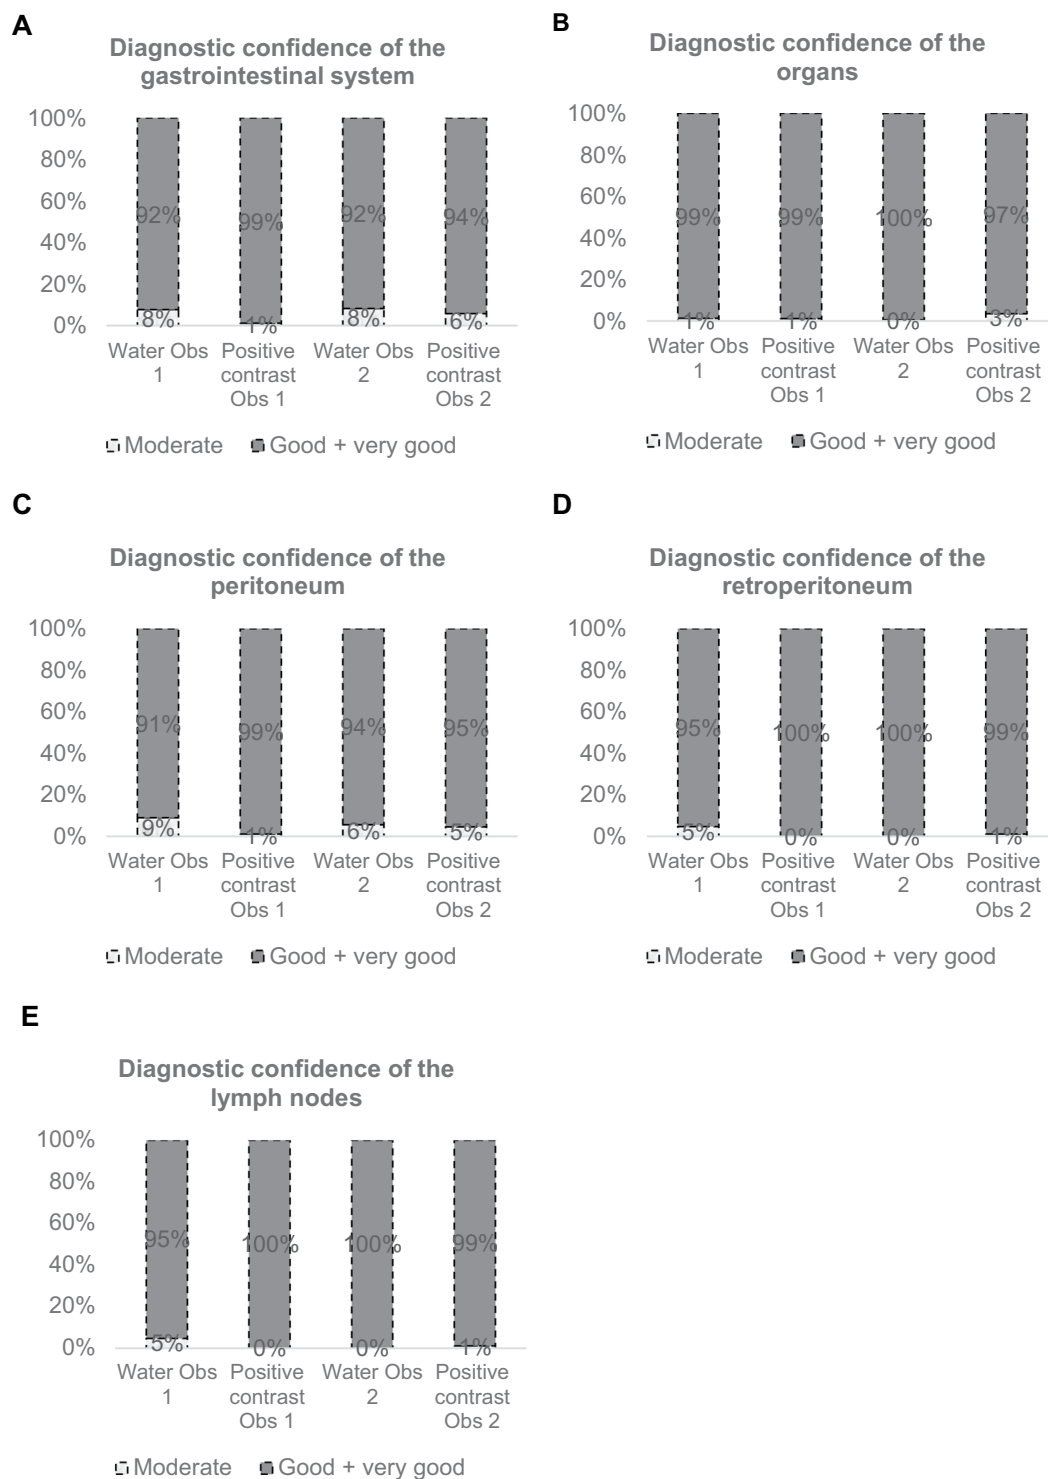 A
Diagnostic confidence of the
gastrointestinal system
100%
80%
60%
40%
20%
0%
92% 99% 92% 94%
8% 1% 8% 6%
Water Obs Positive Water Obs Positive
1 contrast 2 contrast
Obs 1 Obs 2
Moderate Good + very good
B
Diagnostic confidence of the
organs
100%
80%
60%
40%
20%
0%
99% 99% 100% 97%
1% 1% 0% 3%
Water Obs Positive Water Obs Positive
1 contrast 2 contrast
Obs 1 Obs 2
Moderate Good + very good
C
Diagnostic confidence of the
peritoneum
100%
80%
60%
40%
20%
0%
91% 99% 94% 95%
9% 1% 6% 5%
Water Obs Positive Water Obs Positive
1 contrast 2 contrast
Obs 1 Obs 2
Moderate Good + very good
D
Diagnostic confidence of the
retroperitoneum
100%
80%
60%
40%
20%
0%
95% 100% 100% 99%
5% 0% 0% 1%
Water Obs Positive Water Obs Positive
1 contrast 2 contrast
Obs 1 Obs 2
Moderate Good + very good
E
Diagnostic confidence of the
lymph nodes
100%
80%
60%
40%
20%
0%
95% 100% 100% 99%
5% 0% 0% 1%
Water Obs Positive Water Obs Positive
1 contrast 2 contrast
Obs 1 Obs 2
Moderate Good + very good